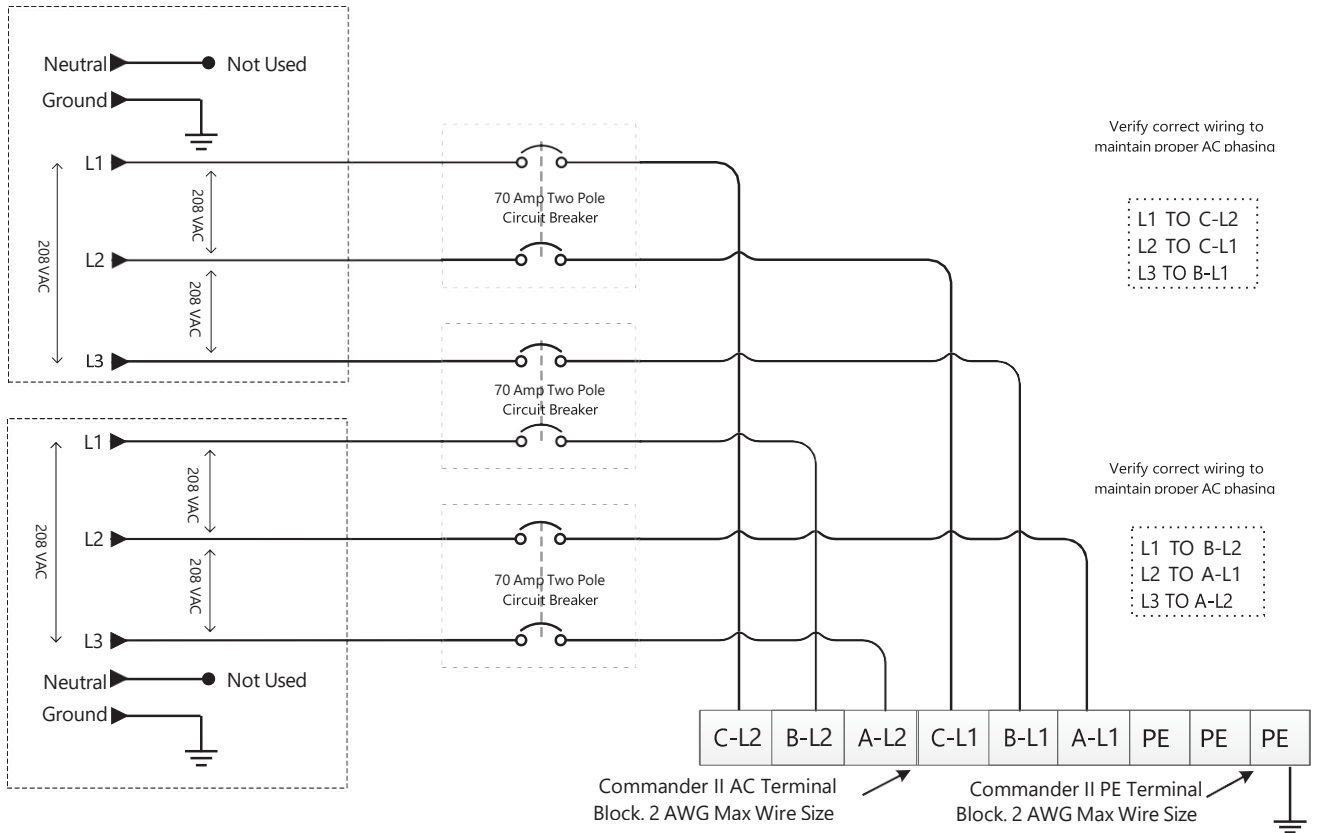 Neutral
Not Used
Ground
L1
208 VAC
208 VAC
L2
208 VAC
L3
70 Amp Two Pole
Circuit Breaker
70 Amp Two Pole
Circuit Breaker
Verify correct wiring to
maintain proper AC phasing
L1 TO C-L2
L2 TO C-L1
L3 TO B-L1
L1
208 VAC
208 VAC
L2
208 VAC
L3
Neutral
Not Used
Ground
70 Amp Two Pole
Circuit Breaker
Verify correct wiring to
maintain proper AC phasing
L1 TO B-L2
L2 TO A-L1
L3 TO A-L2
C-L2 B-L2 A-L2 C-L1 B-L1 A-L1 PE PE PE
Commander II AC Terminal
Block. 2 AWG Max Wire Size
Commander II PE Terminal
Block. 2 AWG Max Wire Size